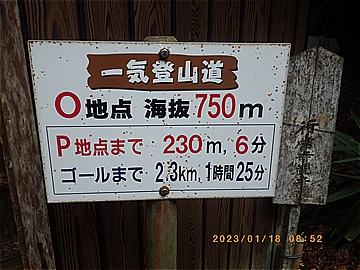 一気登山道
O地点 海抜750m
P地点まで 230m, 6分
ゴールまで 2.3km, 1時間25分
2023/01/18 08:52